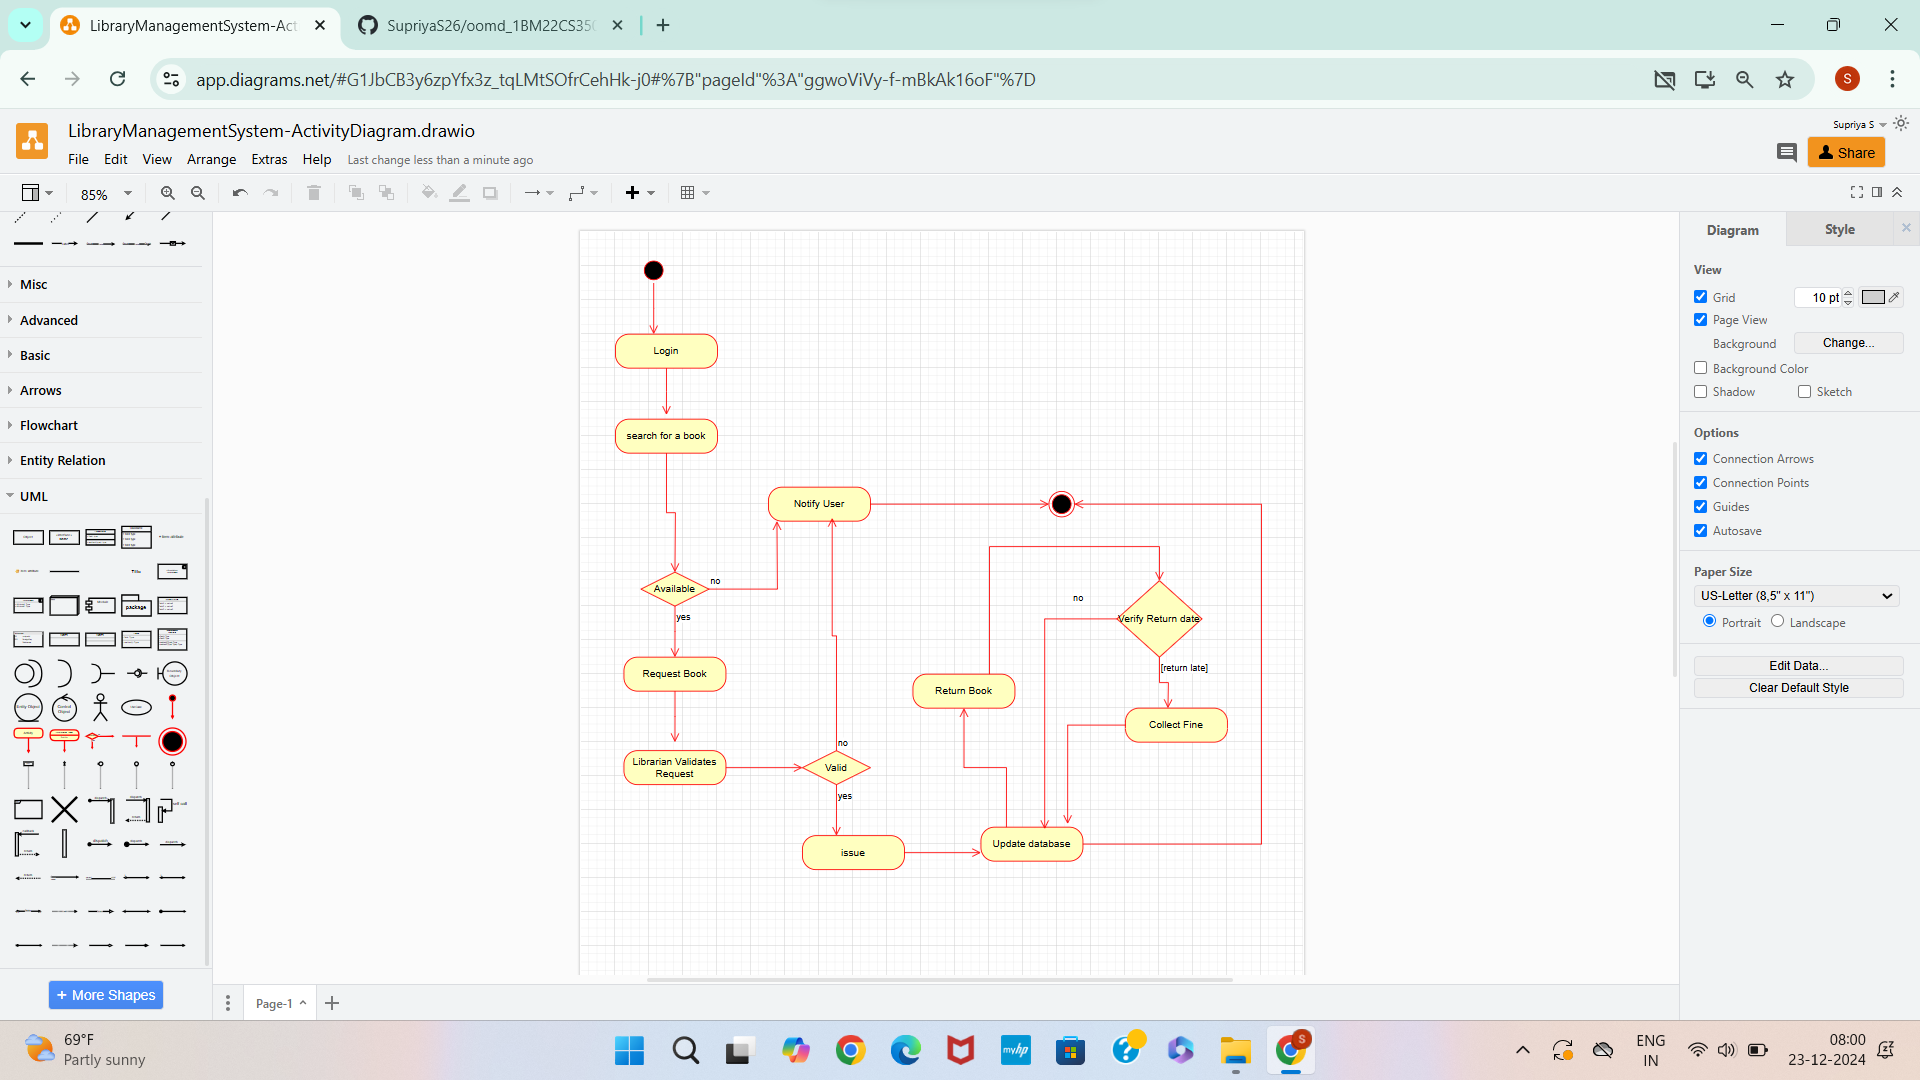 LibraryManagementSystem-Act
SupriyaS26/oomd_1BM22CS350
app.diagrams.net/#G1JbCB3y6zpYfx3z_tqLMtSOfrCehHk-j0#%7B"pageId"%3A"ggwoViVy-f-mBkAk16oF"%7D
S
LibraryManagementSystem-ActivityDiagram.drawio
Supriya S
File Edit View Arrange Extras Help Last change less than a minute ago
Share
85%
Misc
Advanced
Basic
Arrows
Flowchart
Entity Relation
UML
package
More Shapes
Login
search for a book
Notify User
Available
no
yes
Request Book
Librarian Validates
Request
Valid
no
yes
issue
Update database
Return Book
no
Verify Return date
[return late]
Collect Fine
Diagram
Style
View
Grid
10 pt
Page View
Background
Change...
Background Color
Shadow
Sketch
Options
Connection Arrows
Connection Points
Guides
Autosave
Paper Size
US-Letter (8,5" x 11")
Portrait
Landscape
Edit Data...
Clear Default Style
Page-1
69°F
Partly sunny
myhp
S
ENG
IN
08:00
23-12-2024